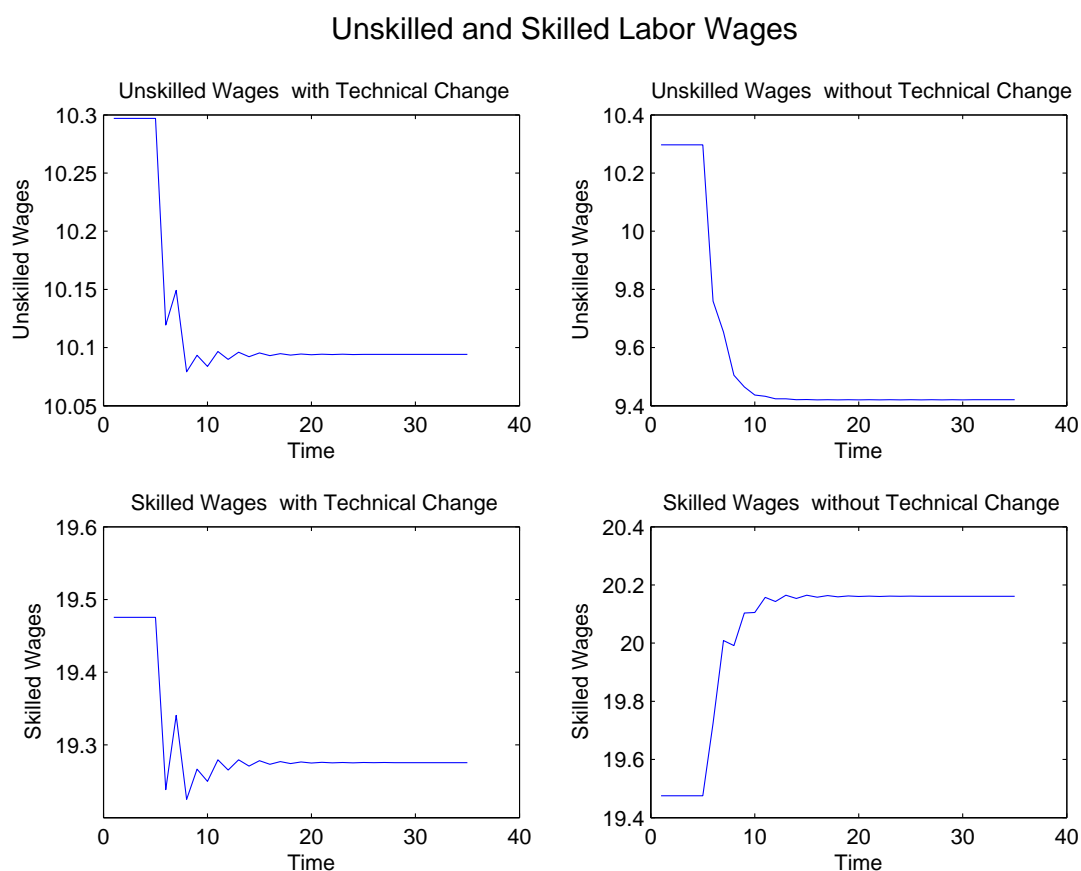 Unskilled and Skilled Labor Wages
Unskilled Wages  with Technical Change
10.3
10.25
10.2
10.15
10.1
10.05
Unskilled Wages
0 10 20 30 40
Time
Unskilled Wages  without Technical Change
10.4
10.2
10
9.8
9.6
9.4
Unskilled Wages
0 10 20 30 40
Time
Skilled Wages  with Technical Change
19.6
19.5
19.4
19.3
Skilled Wages
0 10 20 30 40
Time
Skilled Wages  without Technical Change
20.4
20.2
20
19.8
19.6
19.4
Skilled Wages
0 10 20 30 40
Time